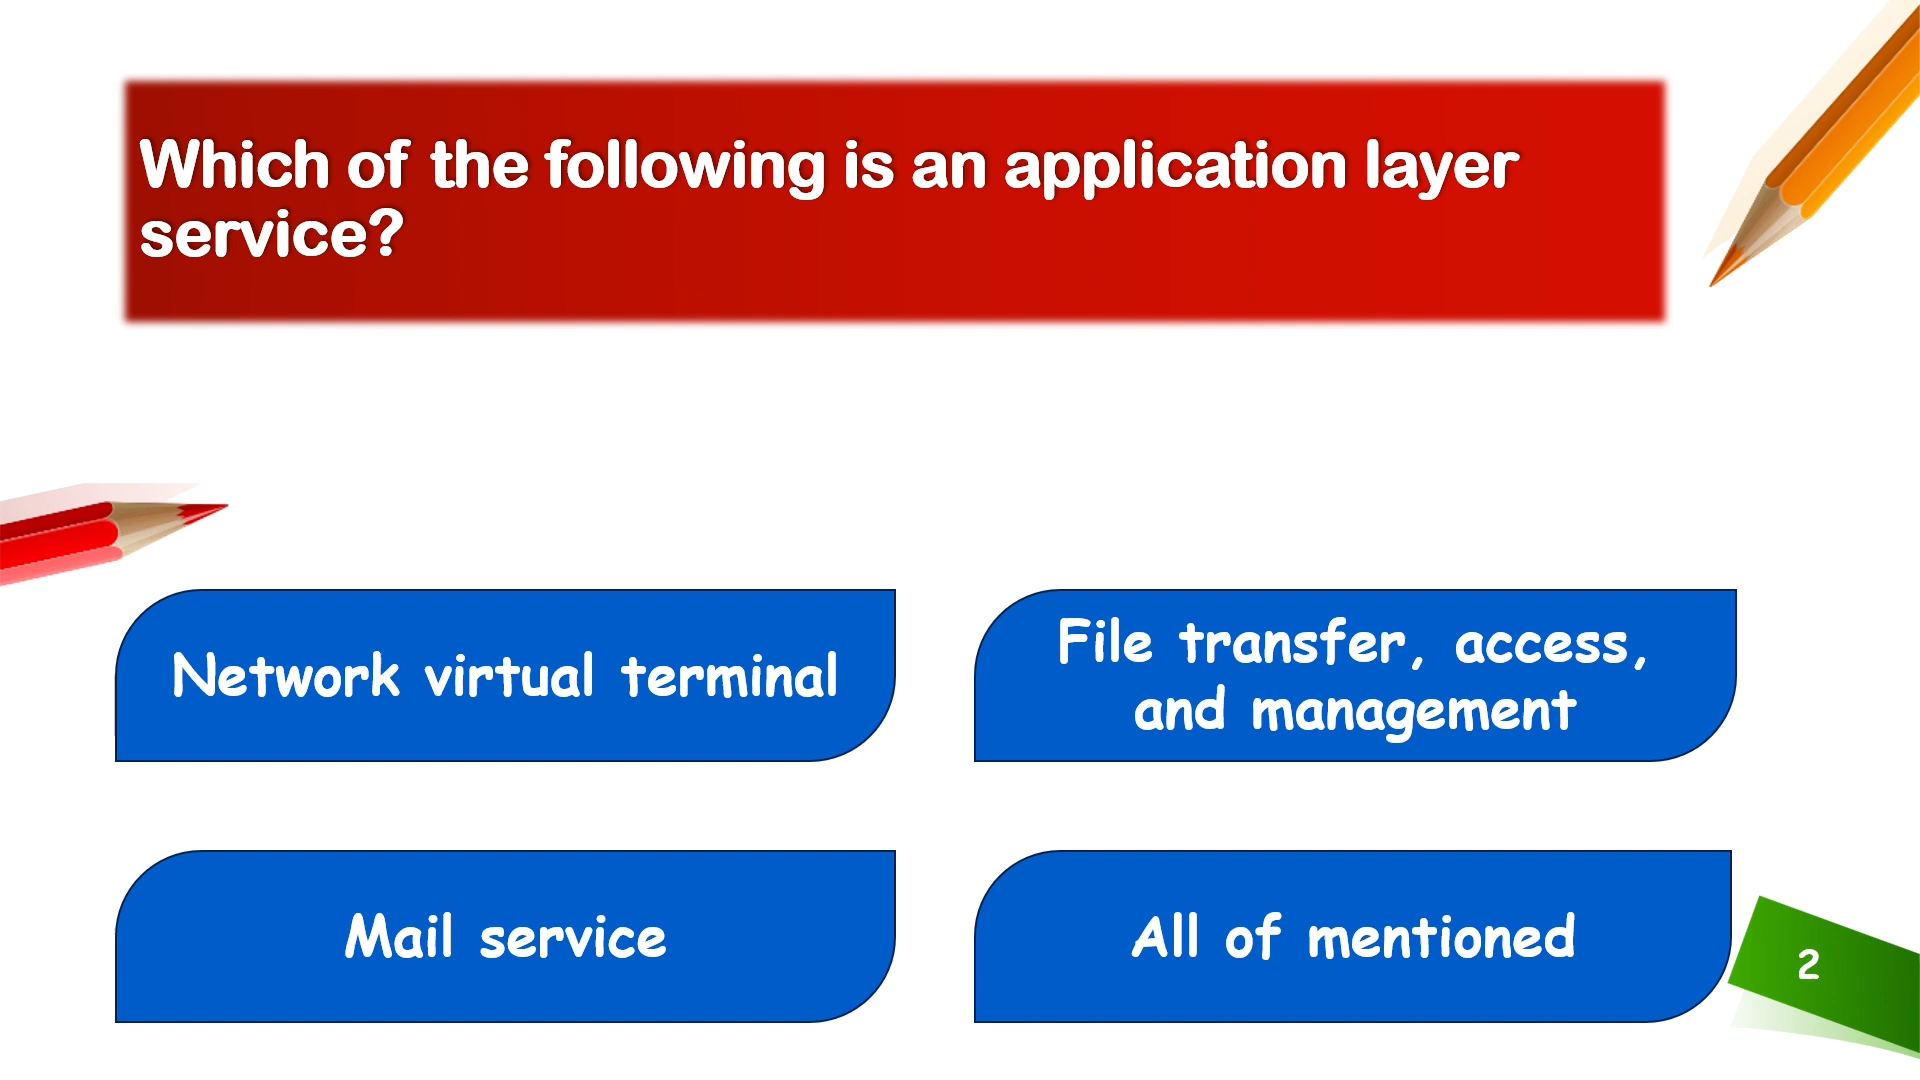 Which of the following is an application layer
service?
Network virtual terminal
File transfer, access,
and management
Mail service
All of mentioned
2